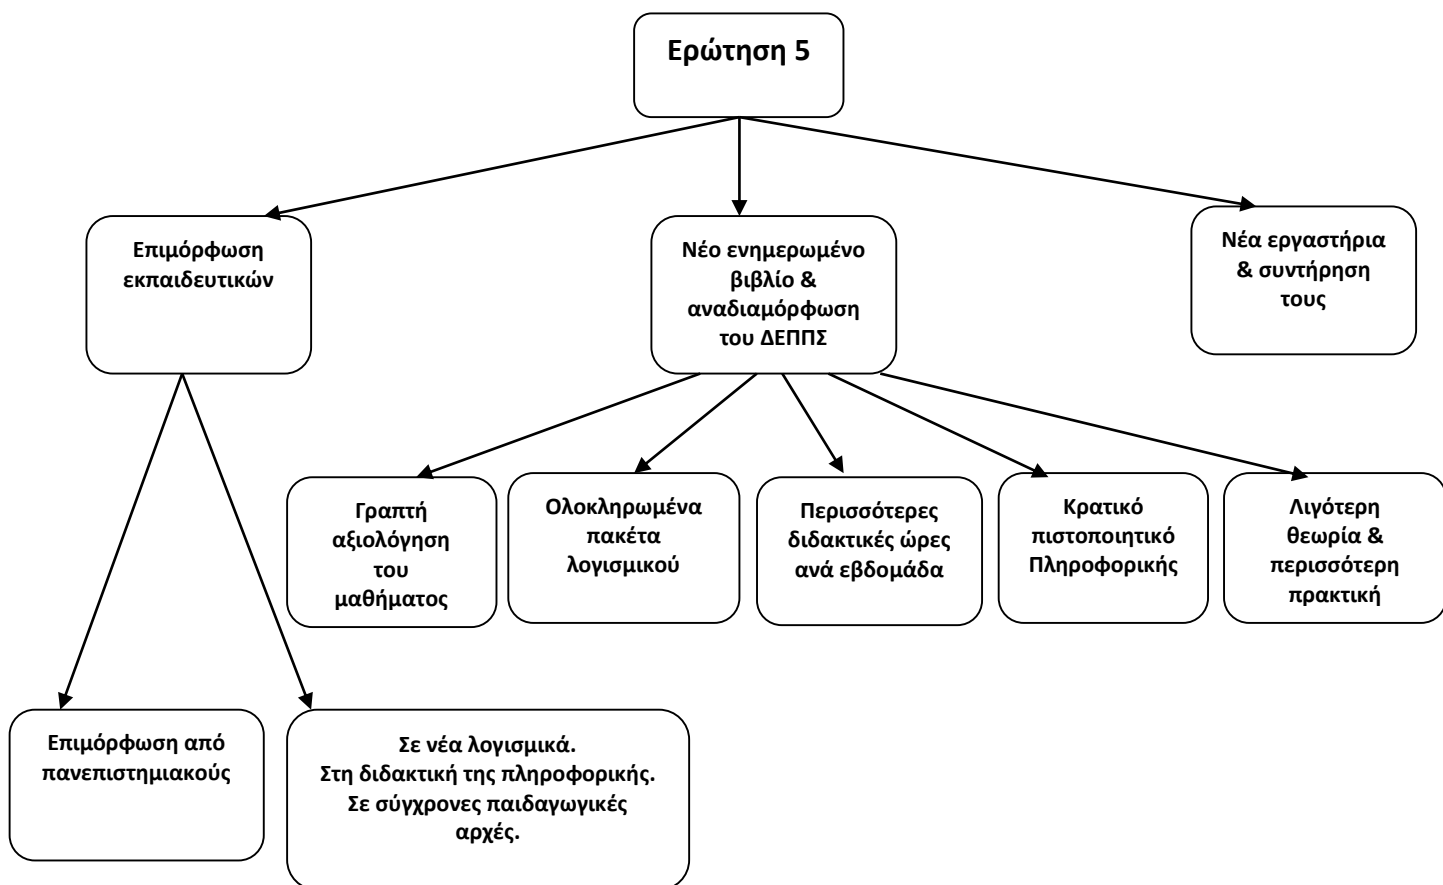 Ερώτηση 5
Επιμόρφωση
εκπαιδευτικών
Νέο ενημερωμένο
βιβλίο &
αναδιαμόρφωση
του ΔΕΠΠΣ
Νέα εργαστήρια
& συντήρηση
τους
Γραπτή
αξιολόγηση
του
μαθήματος
Ολοκληρωμένα
πακέτα
λογισμικού
Περισσότερες
διδακτικές ώρες
ανά εβδομάδα
Κρατικό
πιστοποιητικό
Πληροφορικής
Λιγότερη
θεωρία &
περισσότερη
πρακτική
Επιμόρφωση από
πανεπιστημιακούς
Σε νέα λογισμικά.
Στη διδακτική της πληροφορικής.
Σε σύγχρονες παιδαγωγικές
αρχές.